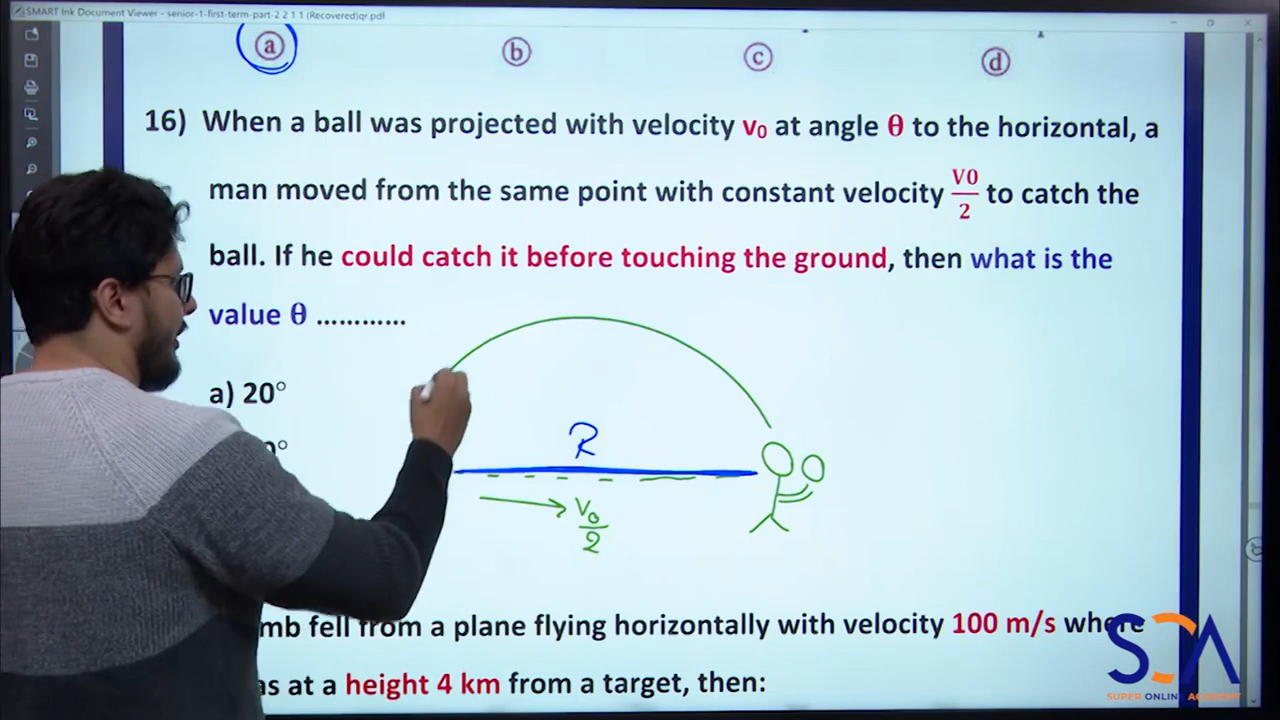 SMART Ink Document Viewer - senior-1-first-term-part-2 2 1 1 (Recovered)qr.pdf
a b c d
16) When a ball was projected with velocity v₀ at angle θ to the horizontal, a
man moved from the same point with constant velocity V0/2 to catch the
ball. If he could catch it before touching the ground, then what is the
value θ ............
a) 20°
R
V₀/2
fell from a plane flying horizontally with velocity 100 m/s where
at a height 4 km from a target, then:
SOA
SUPER ONLINE ACADEMY